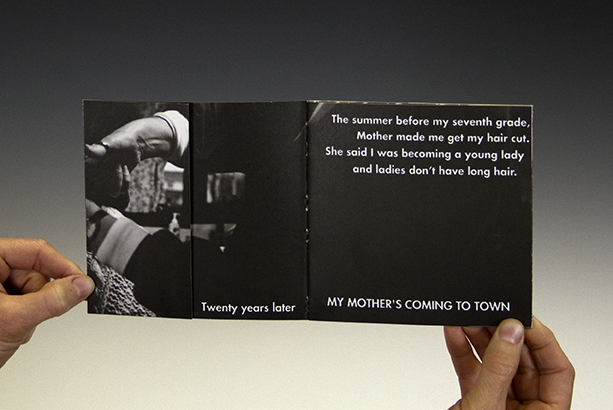 Twenty years later
The summer before my seventh grade,
Mother made me get my hair cut.
She said I was becoming a young lady
and ladies don't have long hair.
MY MOTHER'S COMING TO TOWN